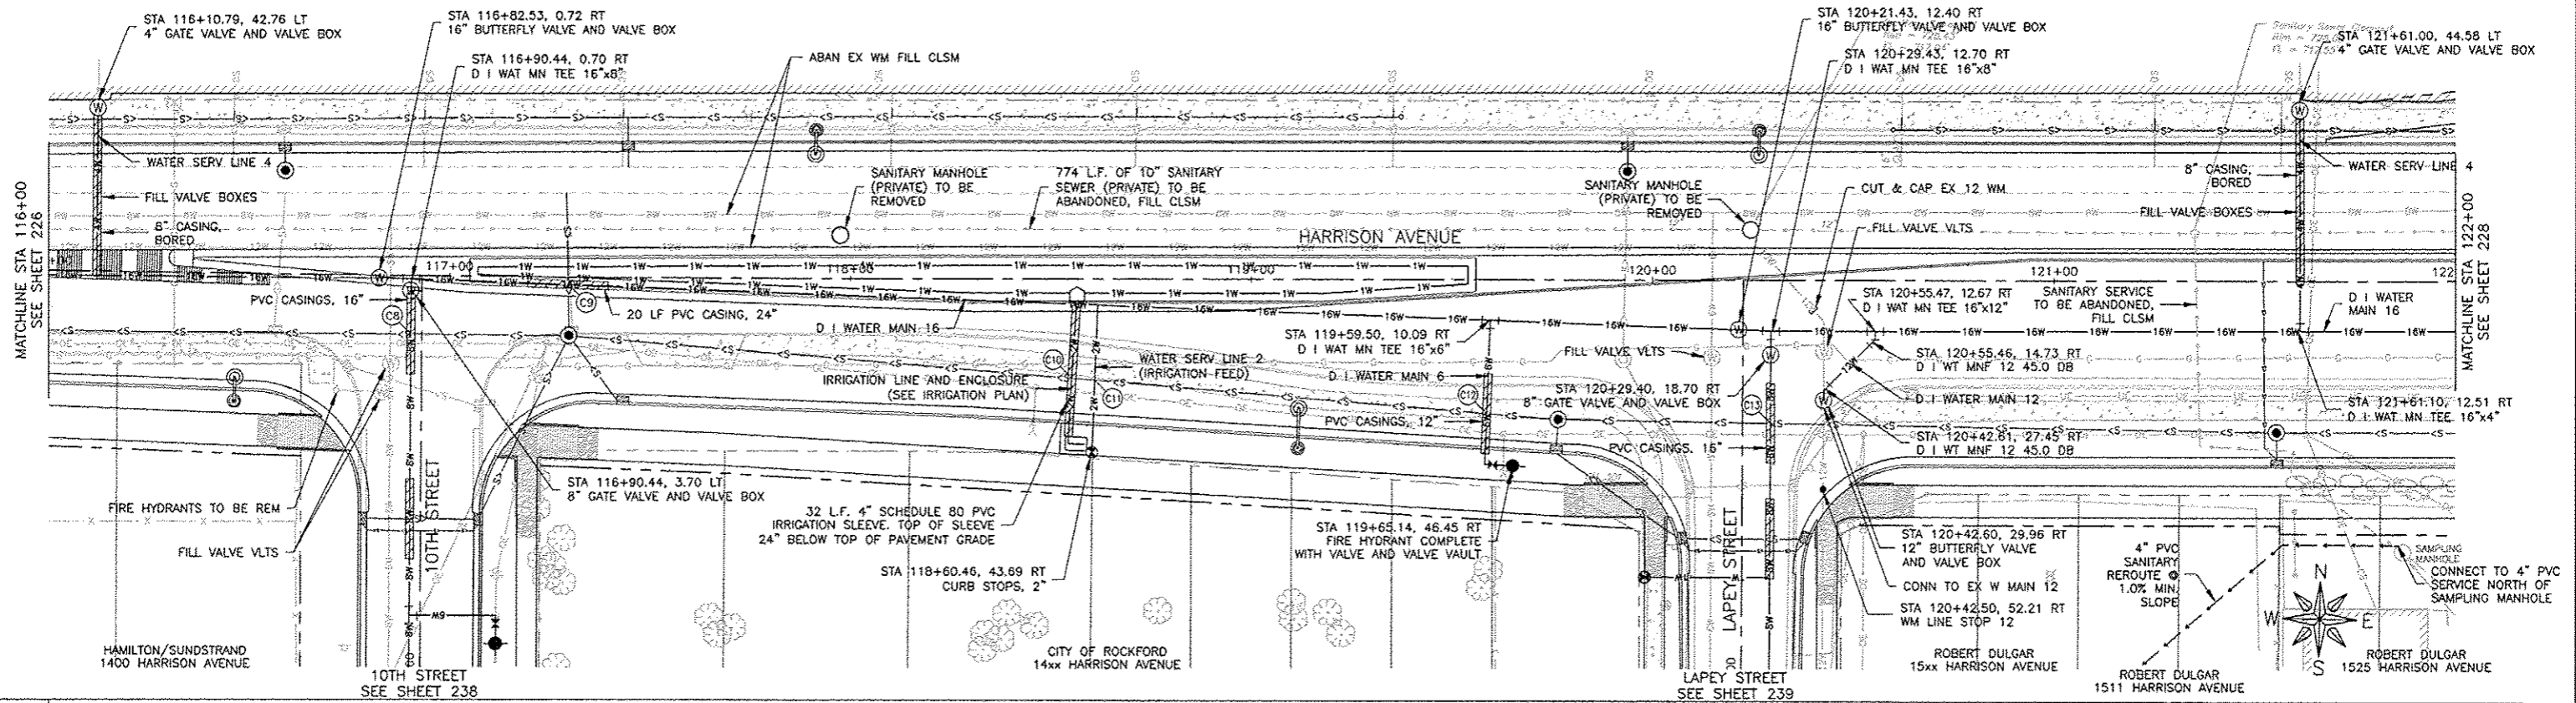 STA 116+10.79, 42.76 LT
4" GATE VALVE AND VALVE BOX
STA 116+82.53, 0.72 RT
16" BUTTERFLY VALVE AND VALVE BOX
STA 116+90.44, 0.70 RT
D I WAT MN TEE 16"x8"
ABAN EX WM FILL CLSM
STA 120+21.43, 12.40 RT
16" BUTTERFLY VALVE AND VALVE BOX
STA 120+29.43, 12.70 RT
D I WAT MN TEE 16"x8"
STA 121+61.00, 44.58 LT
4" GATE VALVE AND VALVE BOX
WATER SERV LINE 4
FILL VALVE BOXES
8" CASING,
BORED
SANITARY MANHOLE
(PRIVATE) TO BE
REMOVED
774 L.F. OF 10" SANITARY
SEWER (PRIVATE) TO BE
ABANDONED, FILL CLSM
SANITARY MANHOLE
(PRIVATE) TO BE
REMOVED
CUT & CAP EX 12 WM
FILL VALVE VLTS
8" CASING,
BORED
WATER SERV LINE 4
FILL VALVE BOXES
MATCHLINE STA 116+00
SEE SHEET 226
HARRISON AVENUE
MATCHLINE STA 122+00
SEE SHEET 228
117+00
118+00
119+00
120+00
121+00
122
PVC CASINGS, 16"
C8
C9
20 LF PVC CASING, 24"
D I WATER MAIN 16
STA 119+59.50, 10.09 RT
D I WAT MN TEE 16"x6"
STA 120+55.47, 12.67 RT
D I WAT MN TEE 16"x12"
SANITARY SERVICE
TO BE ABANDONED,
FILL CLSM
D I WATER
MAIN 16
C10
WATER SERV LINE 2
(IRRIGATION FEED)
FILL VALVE VLTS
STA 120+55.46, 14.73 RT
D I WT MNF 12 45.0 DB
IRRIGATION LINE AND ENCLOSURE
(SEE IRRIGATION PLAN)
C11
D I WATER MAIN 6
C12
STA 120+29.40, 18.70 RT
8" GATE VALVE AND VALVE BOX
C13
D I WATER MAIN 12
STA 121+61.10, 12.51 RT
D I WAT MN TEE 16"x4"
PVC CASINGS, 12"
PVC CASINGS, 16"
STA 120+42.61, 27.45 RT
D I WT MNF 12 45.0 DB
STA 116+90.44, 3.70 LT
8" GATE VALVE AND VALVE BOX
FIRE HYDRANTS TO BE REM
FILL VALVE VLTS
10TH STREET
32 L.F. 4" SCHEDULE 80 PVC
IRRIGATION SLEEVE. TOP OF SLEEVE
24" BELOW TOP OF PAVEMENT GRADE
STA 118+60.46, 43.69 RT
CURB STOPS, 2"
STA 119+65.14, 46.45 RT
FIRE HYDRANT COMPLETE
WITH VALVE AND VALVE VAULT
LAPEY STREET
STA 120+42.60, 29.96 RT
12" BUTTERFLY VALVE
AND VALVE BOX
CONN TO EX W MAIN 12
STA 120+42.50, 52.21 RT
WM LINE STOP 12
4" PVC
SANITARY
REROUTE @
1.0% MIN.
SLOPE
SAMPLING
MANHOLE
CONNECT TO 4" PVC
SERVICE NORTH OF
SAMPLING MANHOLE
N
W E
S
HAMILTON/SUNDSTRAND
1400 HARRISON AVENUE
10TH STREET
SEE SHEET 238
CITY OF ROCKFORD
14xx HARRISON AVENUE
LAPEY STREET
SEE SHEET 239
ROBERT DULGAR
15xx HARRISON AVENUE
ROBERT DULGAR
1511 HARRISON AVENUE
ROBERT DULGAR
1525 HARRISON AVENUE